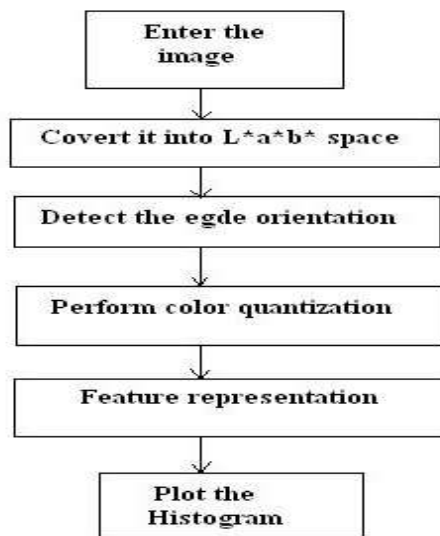 Enter the
image
Covert it into L*a*b* space
Detect the egde orientation
Perform color quantization
Feature representation
Plot the
Histogram